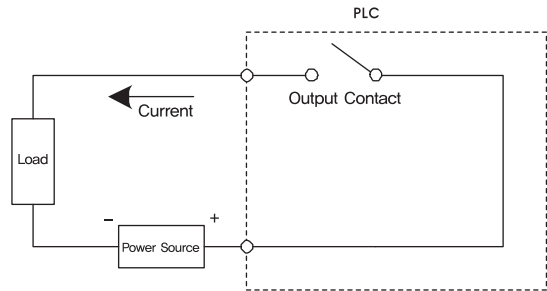 PLC
Output Contact
Current
Load
− +
Power Source